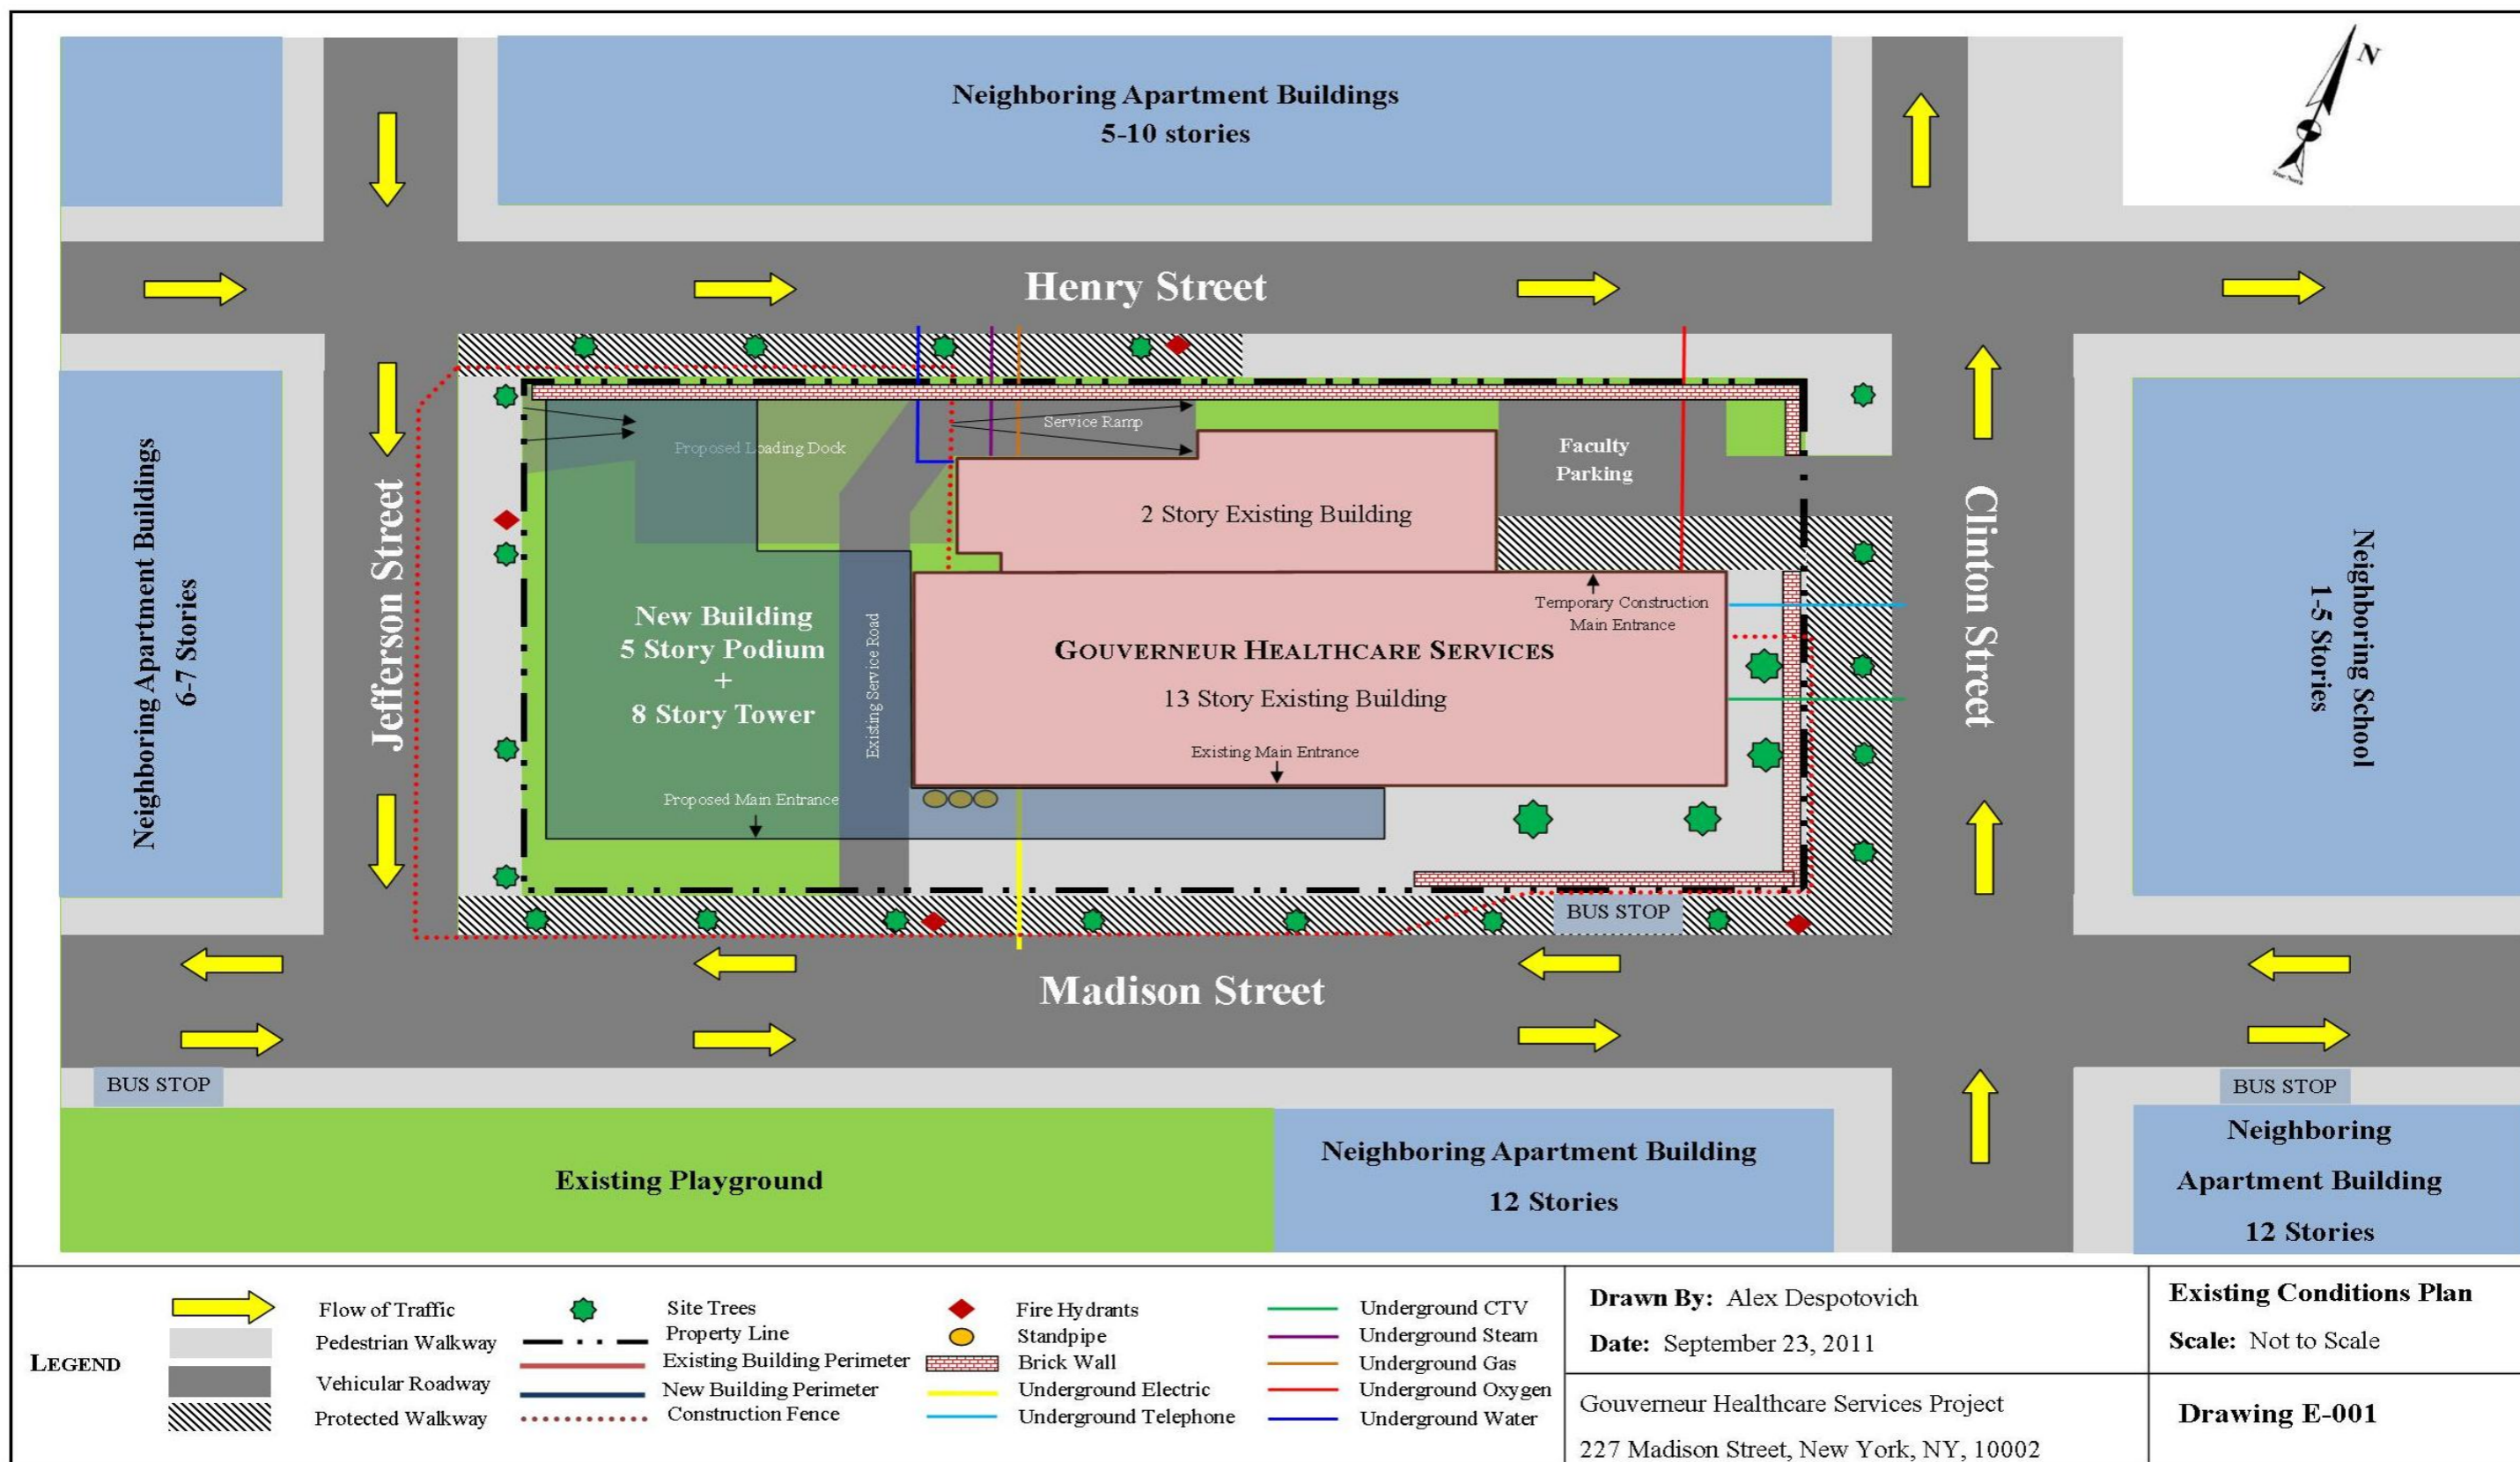 N
Neighboring Apartment Buildings
5-10 stories
Henry Street
Service Ramp
Proposed Loading Dock
Faculty
Parking
2 Story Existing Building
Neighboring Apartment Buildings
6-7 Stories
Jefferson Street
Clinton Street
Neighboring School
1-5 Stories
New Building
5 Story Podium
+
8 Story Tower
Existing Service Road
Temporary Construction
Main Entrance
GOUVERNEUR HEALTHCARE SERVICES
13 Story Existing Building
Existing Main Entrance
Proposed Main Entrance
BUS STOP
Madison Street
BUS STOP
BUS STOP
Existing Playground
Neighboring Apartment Building
12 Stories
Neighboring
Apartment Building
12 Stories
LEGEND
Flow of Traffic
Pedestrian Walkway
Vehicular Roadway
Protected Walkway
Site Trees
Property Line
Existing Building Perimeter
New Building Perimeter
Construction Fence
Fire Hydrants
Standpipe
Brick Wall
Underground Electric
Underground Telephone
Underground CTV
Underground Steam
Underground Gas
Underground Oxygen
Underground Water
Drawn By: Alex Despotovich
Date: September 23, 2011
Gouverneur Healthcare Services Project
227 Madison Street, New York, NY, 10002
Existing Conditions Plan
Scale: Not to Scale
Drawing E-001